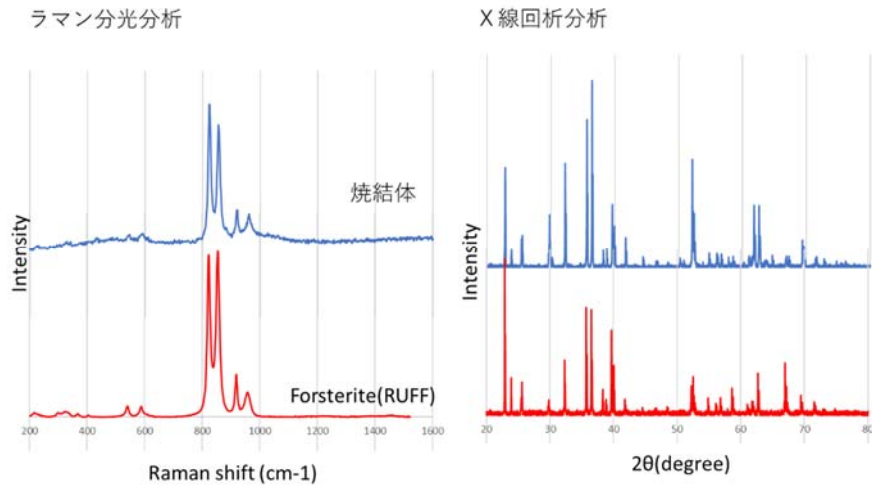 ラマン分光分析
X線回析分析
Intensity
焼結体
Forsterite(RUFF)
200 400 600 800 1000 1200 1400 1600
Raman shift (cm-1)
Intensity
20 30 40 50 60 70 80
2θ(degree)